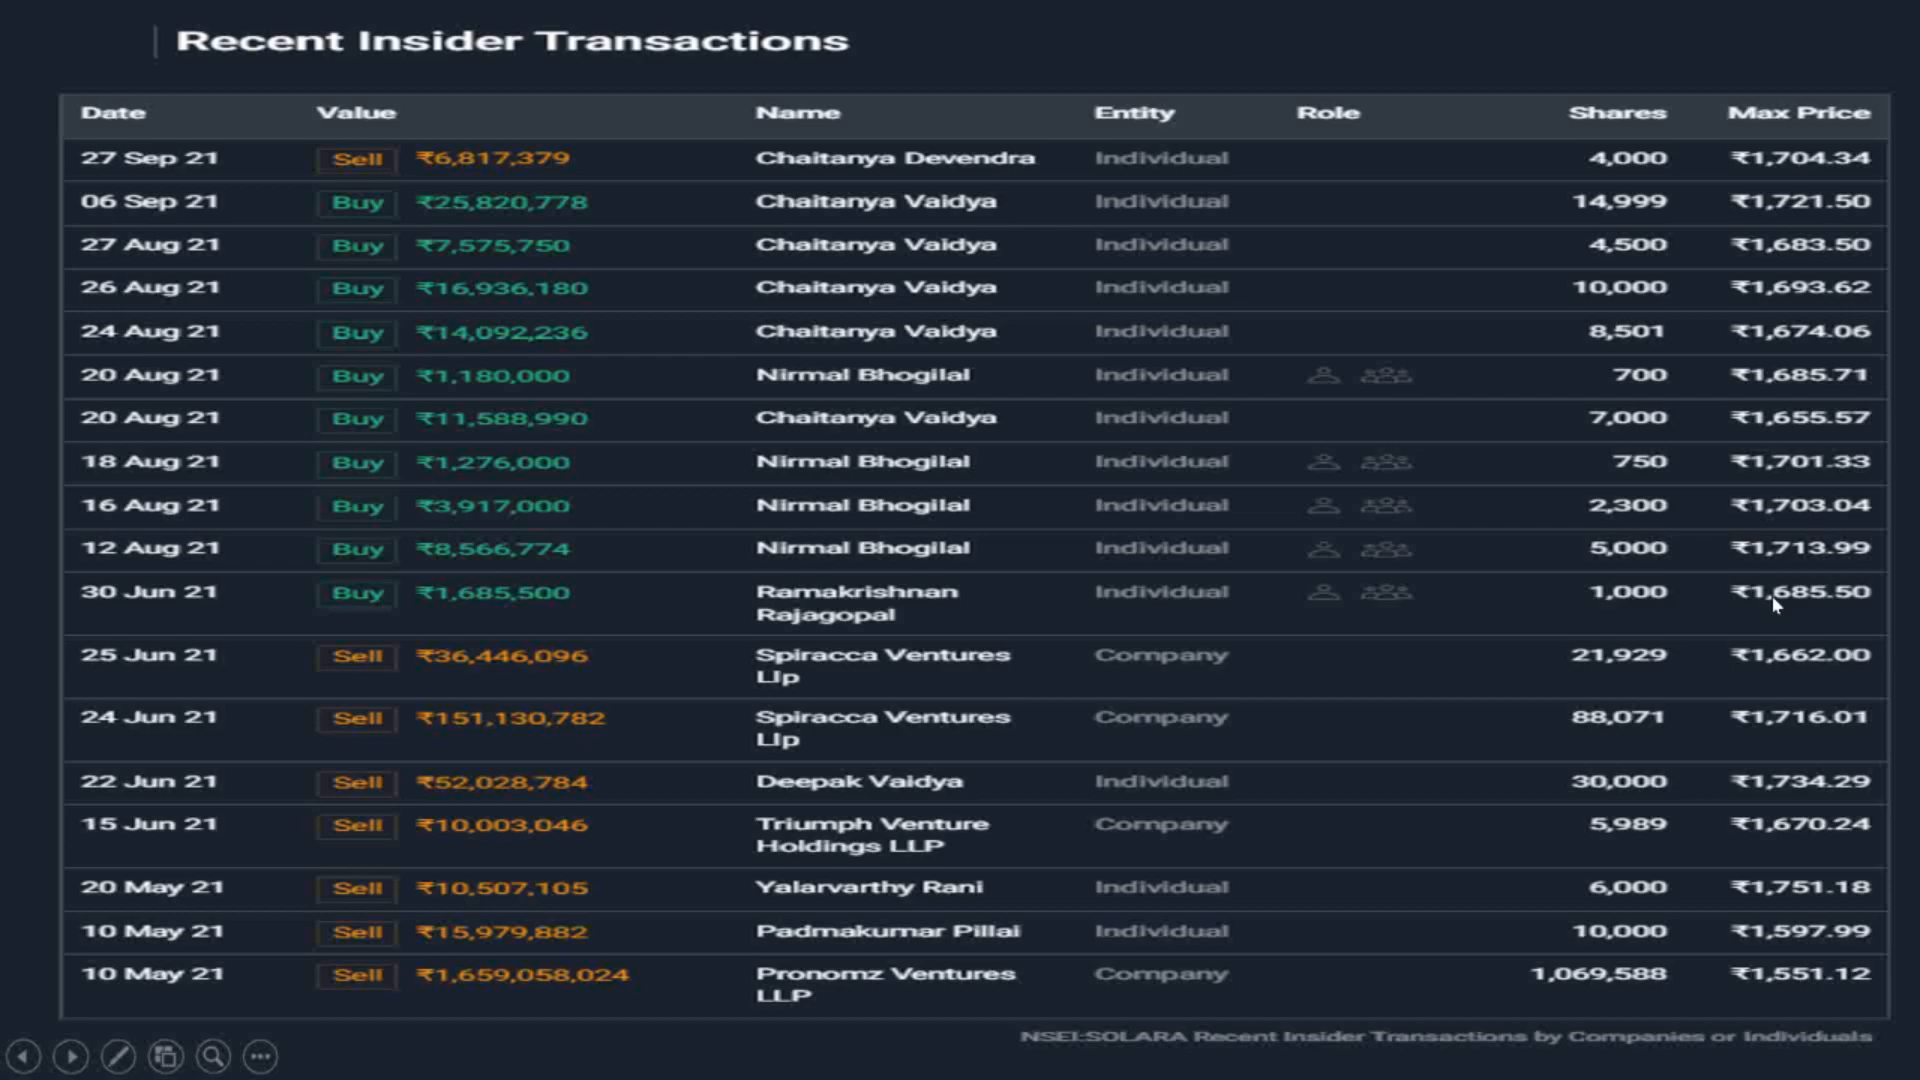 Recent Insider Transactions
Date Value Name Entity Role Shares Max Price
27 Sep 21 Sell ₹6,817,379 Chaitanya Devendra Individual 4,000 ₹1,704.34
06 Sep 21 Buy ₹25,820,778 Chaitanya Vaidya Individual 14,999 ₹1,721.50
27 Aug 21 Buy ₹7,575,750 Chaitanya Vaidya Individual 4,500 ₹1,683.50
26 Aug 21 Buy ₹16,936,180 Chaitanya Vaidya Individual 10,000 ₹1,693.62
24 Aug 21 Buy ₹14,092,236 Chaitanya Vaidya Individual 8,501 ₹1,674.06
20 Aug 21 Buy ₹1,180,000 Nirmal Bhogilal Individual 700 ₹1,685.71
20 Aug 21 Buy ₹11,588,990 Chaitanya Vaidya Individual 7,000 ₹1,655.57
18 Aug 21 Buy ₹1,276,000 Nirmal Bhogilal Individual 750 ₹1,701.33
16 Aug 21 Buy ₹3,917,000 Nirmal Bhogilal Individual 2,300 ₹1,703.04
12 Aug 21 Buy ₹8,566,774 Nirmal Bhogilal Individual 5,000 ₹1,713.99
30 Jun 21 Buy ₹1,685,500 Ramakrishnan Individual 1,000 ₹1,685.50
Rajagopal
25 Jun 21 Sell ₹36,446,096 Spiracca Ventures Company 21,929 ₹1,662.00
Llp
24 Jun 21 Sell ₹151,130,782 Spiracca Ventures Company 88,071 ₹1,716.01
Llp
22 Jun 21 Sell ₹52,028,784 Deepak Vaidya Individual 30,000 ₹1,734.29
15 Jun 21 Sell ₹10,003,046 Triumph Venture Company 5,989 ₹1,670.24
Holdings LLP
20 May 21 Sell ₹10,507,105 Yalarvarthy Rani Individual 6,000 ₹1,751.18
10 May 21 Sell ₹15,979,882 Padmakumar Pillai Individual 10,000 ₹1,597.99
10 May 21 Sell ₹1,659,058,024 Pronomz Ventures Company 1,069,588 ₹1,551.12
LLP
NSEI:SOLARA Recent Insider Transactions by Companies or Individuals